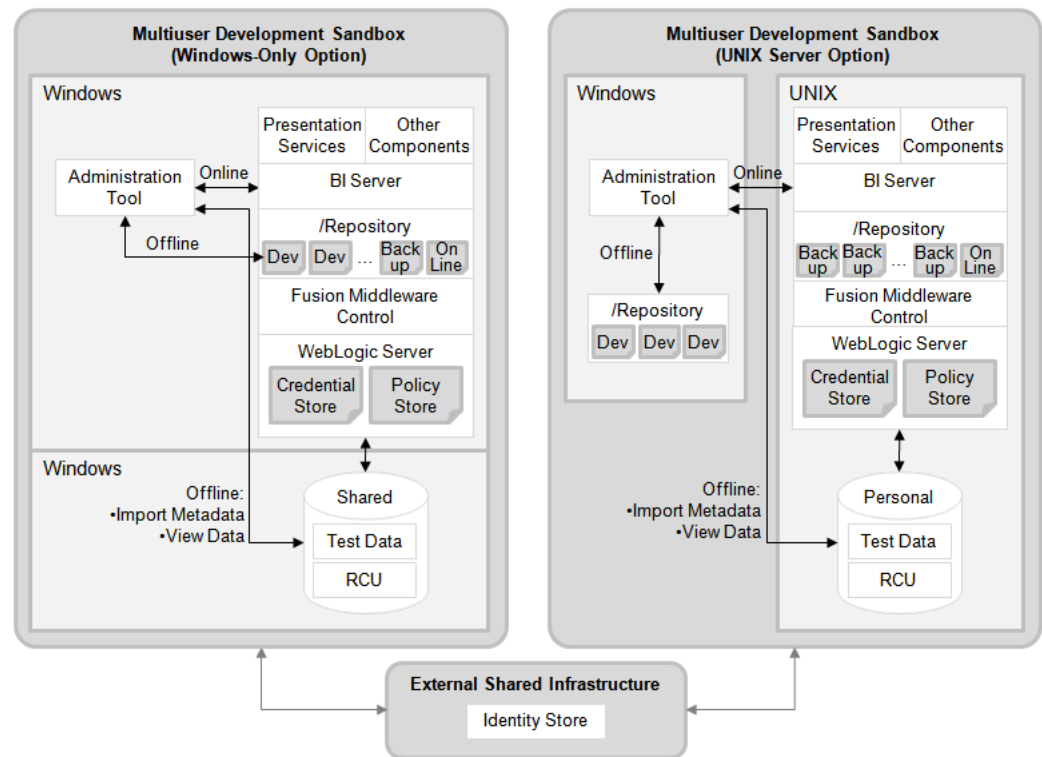 Multiuser Development Sandbox
(Windows-Only Option)
Windows
Presentation
Services
Other
Components
Administration
Tool
Online
BI Server
Offline
/Repository
Dev
Dev
...
Back
up
On
Line
Fusion Middleware
Control
WebLogic Server
Credential
Store
Policy
Store
Windows
Offline:
•Import Metadata
•View Data
Shared
Test Data
RCU
Multiuser Development Sandbox
(UNIX Server Option)
Windows
Administration
Tool
Online
Offline
/Repository
Dev
Dev
Dev
UNIX
Presentation
Services
Other
Components
BI Server
/Repository
Back
up
Back
up
...
Back
up
On
Line
Fusion Middleware
Control
WebLogic Server
Credential
Store
Policy
Store
Offline:
•Import Metadata
•View Data
Personal
Test Data
RCU
External Shared Infrastructure
Identity Store